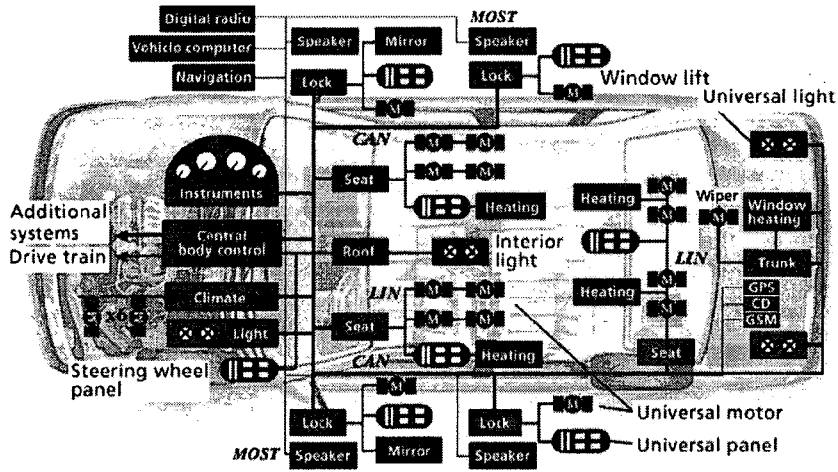 Digital radio
Vehicle computer
Navigation
Speaker
Mirror
MOST
Speaker
Lock
M
Lock
M
Window lift
Universal light
CAN
Instruments
Seat
M
M
M
M
Heating
Heating
M
M
Wiper
M
Window
heating
Additional
systems
Drive train
Central
body control
Roof
Interior
light
LIN
Trunk
GPS
CD
GSM
Climate
LIN
M
M
M
M
Heating
M
M
M
M
Light
Seat
CAN
Heating
Seat
Steering wheel
panel
Lock
M
Mirror
Lock
M
Universal motor
Universal panel
MOST
Speaker
Speaker